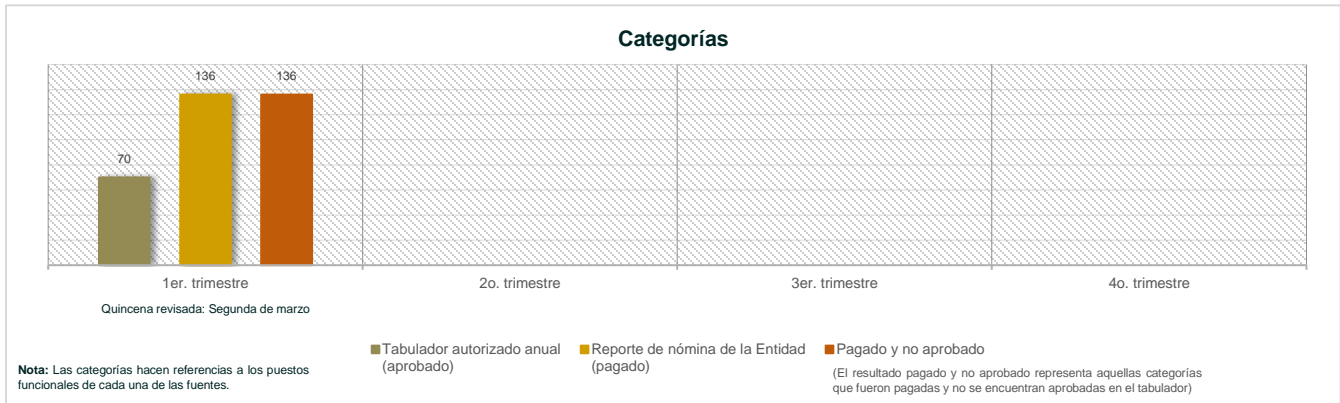 Categorías
136
136
70
1er. trimestre
2o. trimestre
3er. trimestre
4o. trimestre
Quincena revisada: Segunda de marzo
Tabulador autorizado anual
(aprobado)
Reporte de nómina de la Entidad
(pagado)
Pagado y no aprobado
(El resultado pagado y no aprobado representa aquellas categorías
que fueron pagadas y no se encuentran aprobadas en el tabulador)
Nota: Las categorías hacen referencias a los puestos
funcionales de cada una de las fuentes.